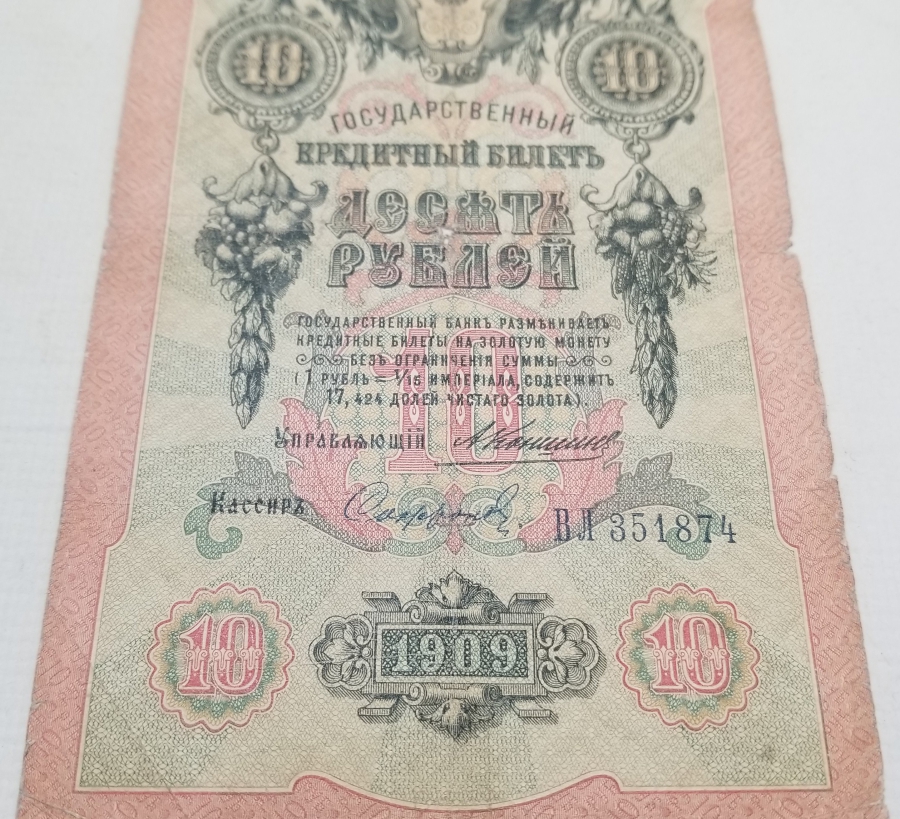 10 10
ГОСУДАРСТВЕННЫЙ
КРЕДИТНЫЙ БИЛЕТЪ
ДЕСЯТЬ
РУБЛЕЙ
ГОСУДАРСТВЕННЫЙ БАНКЪ РАЗМѢНИВАЕТЪ
КРЕДИТНЫЕ БИЛЕТЫ НА ЗОЛОТУЮ МОНЕТУ
БЕЗЪ ОГРАНИЧЕНІЯ СУММЫ
(1 РУБЛЬ = 1/15 ИМПЕРІАЛА, СОДЕРЖИТЪ
17,424 ДОЛЕЙ ЧИСТАГО ЗОЛОТА).
10
УПРАВЛЯЮЩІЙ
Кассиръ
ВЛ 351874
10 1909 10